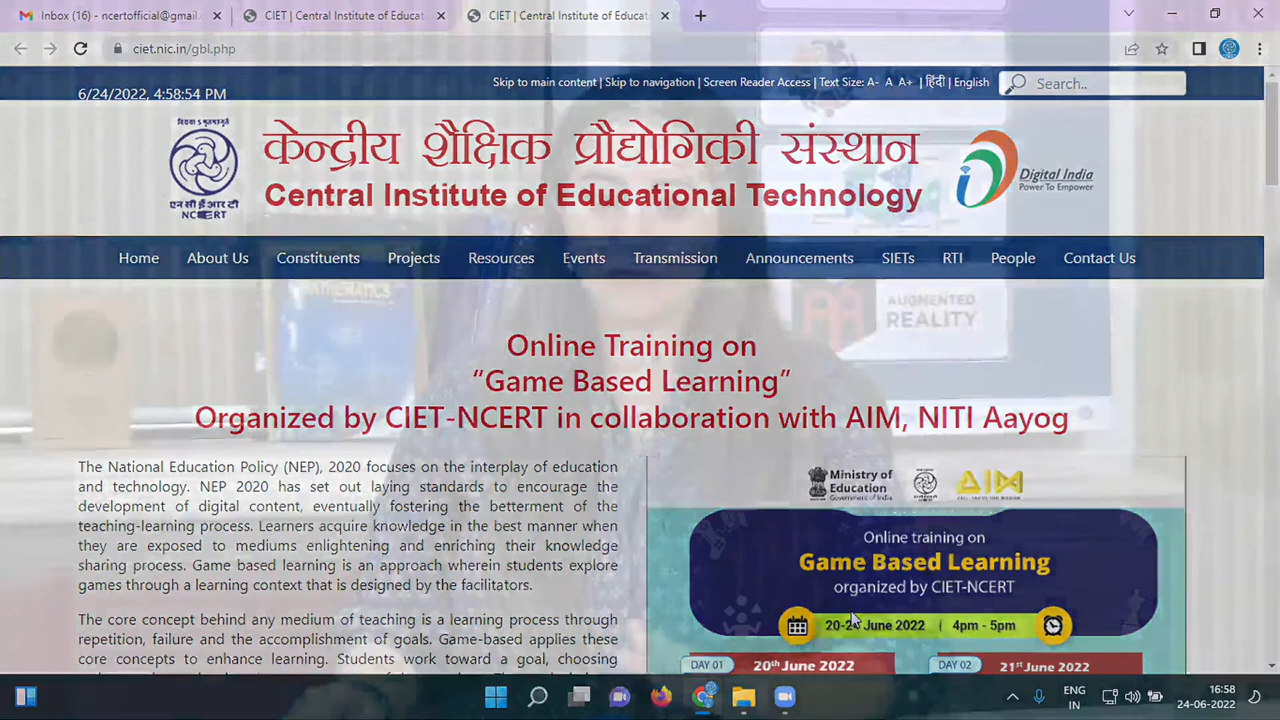 Inbox (16) - ncertofficial@gmail.
CIET | Central Institute of Educat
CIET | Central Institute of Educat
ciet.nic.in/gbl.php
6/24/2022, 4:58:54 PM
Skip to main content | Skip to navigation | Screen Reader Access | Text Size: A- A A+ | हिंदी | English
Search..
केन्द्रीय शैक्षिक प्रौद्योगिकी संस्थान
Central Institute of Educational Technology
एन सी ई आर टी
NCERT
Digital India
Power To Empower
Home About Us Constituents Projects Resources Events Transmission Announcements SIETs RTI People Contact Us
MATHEMATICS
AUGMENTED
REALITY
Online Training on
“Game Based Learning”
Organized by CIET-NCERT in collaboration with AIM, NITI Aayog
The National Education Policy (NEP), 2020 focuses on the interplay of education
and technology. NEP 2020 has set out laying standards to encourage the
development of digital content, eventually fostering the betterment of the
teaching-learning process. Learners acquire knowledge in the best manner when
they are exposed to mediums enlightening and enriching their knowledge
sharing process. Game based learning is an approach wherein students explore
games through a learning context that is designed by the facilitators.
The core concept behind any medium of teaching is a learning process through
repetition, failure and the accomplishment of goals. Game-based applies these
core concepts to enhance learning. Students work toward a goal, choosing
Ministry of
Education
Government of India
AIM
Online training on
Game Based Learning
organized by CIET-NCERT
June 2022 | 4pm - 5pm
DAY 01 20th June 2022
DAY 02 21st June 2022
ENG
IN
16:58
24-06-2022